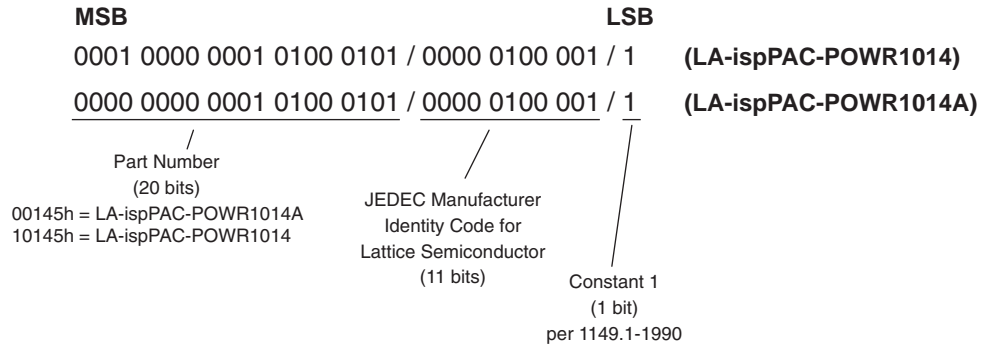 MSB LSB
0001 0000 0001 0100 0101 / 0000 0100 001 / 1 (LA-ispPAC-POWR1014)
0000 0000 0001 0100 0101 / 0000 0100 001 / 1 (LA-ispPAC-POWR1014A)
Part Number
(20 bits)
00145h = LA-ispPAC-POWR1014A
10145h = LA-ispPAC-POWR1014
JEDEC Manufacturer
Identity Code for
Lattice Semiconductor
(11 bits)
Constant 1
(1 bit)
per 1149.1-1990